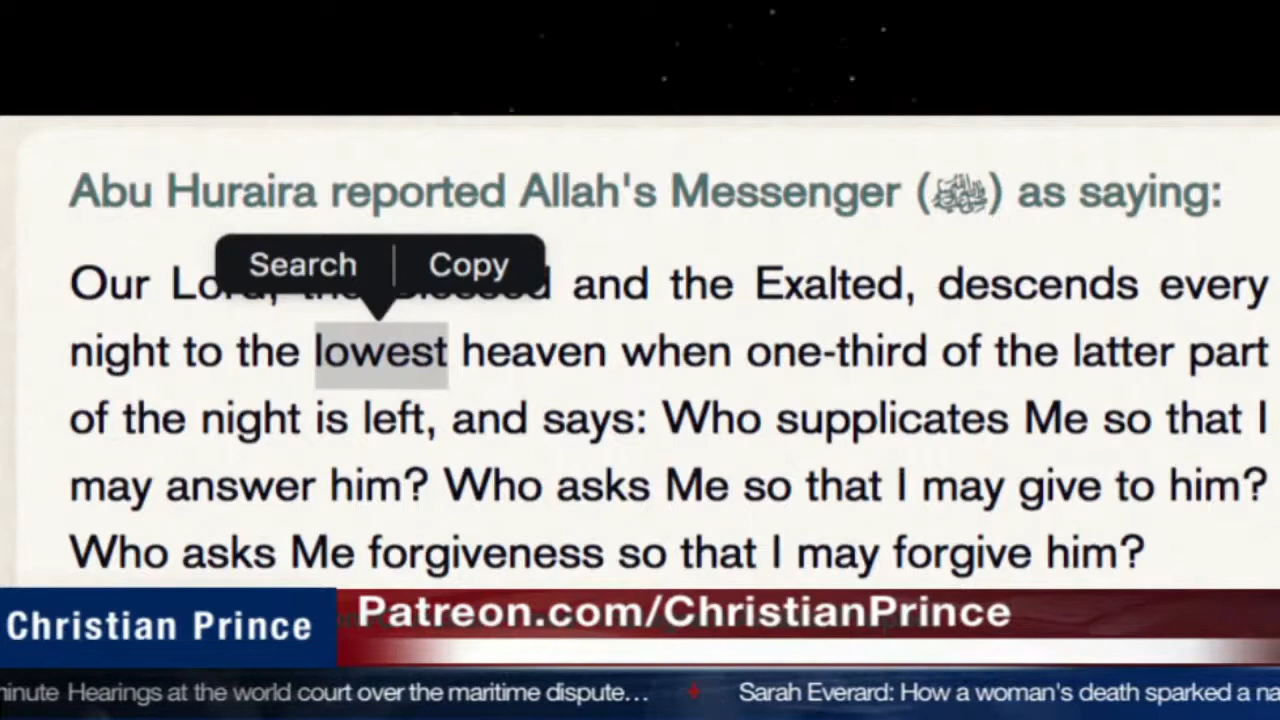 Abu Huraira reported Allah's Messenger (ﷺ) as saying:
Search | Copy
Our Lord, the Blessed and the Exalted, descends every
night to the lowest heaven when one-third of the latter part
of the night is left, and says: Who supplicates Me so that I
may answer him? Who asks Me so that I may give to him?
Who asks Me forgiveness so that I may forgive him?
Christian Prince
Patreon.com/ChristianPrince
Hearings at the world court over the maritime dispute...
Sarah Everard: How a woman's death sparked a